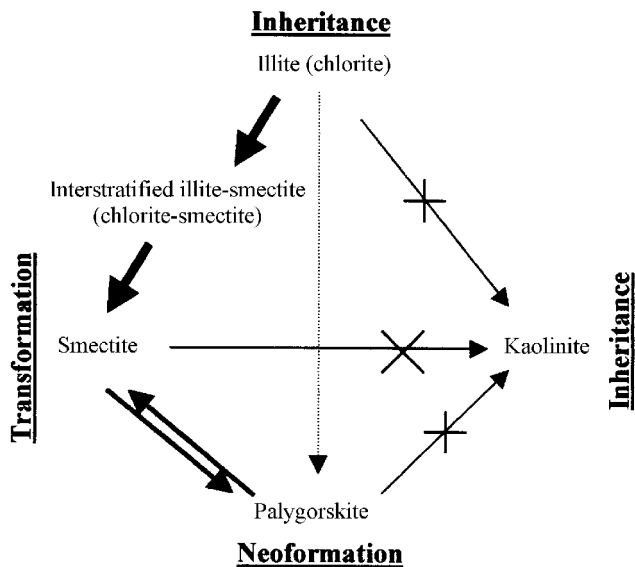 Inheritance
Illite (chlorite)
Interstratified illite-smectite
(chlorite-smectite)
Transformation
Smectite
Kaolinite
Inheritance
Palygorskite
Neoformation